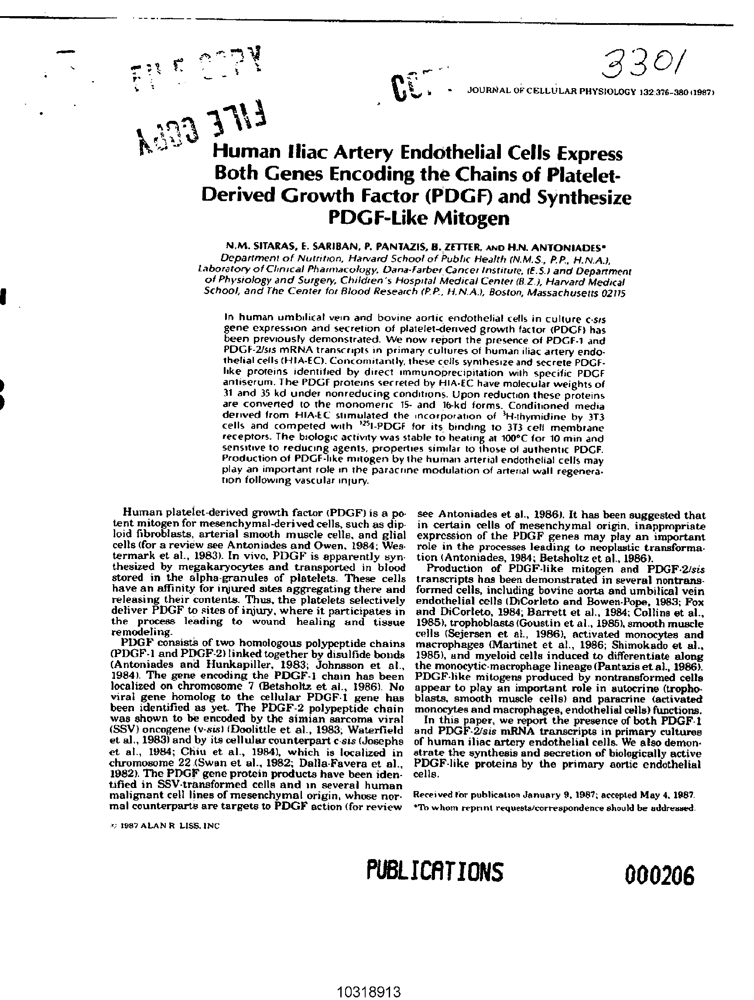 FILE COPY
3301
JOURNAL OF CELLULAR PHYSIOLOGY 132:376-380 (1987)
FILE COPY
Human Iliac Artery Endothelial Cells Express
Both Genes Encoding the Chains of Platelet-
Derived Growth Factor (PDGF) and Synthesize
PDGF-Like Mitogen
N.M. SITARAS, E. SARIBAN, P. PANTAZIS, B. ZETTER, AND H.N. ANTONIADES*
Department of Nutrition, Harvard School of Public Health (N.M.S., P.P., H.N.A.),
Laboratory of Clinical Pharmacology, Dana-Farber Cancer Institute, (E.S.) and Department
of Physiology and Surgery, Children's Hospital Medical Center (B.Z.), Harvard Medical
School, and The Center for Blood Research (P.P., H.N.A.), Boston, Massachusetts 02115
In human umbilical vein and bovine aortic endothelial cells in culture c-sis
gene expression and secretion of platelet-derived growth factor (PDGF) has
been previously demonstrated. We now report the presence of PDGF-1 and
PDGF-2/sis mRNA transcripts in primary cultures of human iliac artery endo-
thelial cells (HIA-EC). Concomitantly, these cells synthesize and secrete PDGF-
like proteins identified by direct immunoprecipitation with specific PDGF
antiserum. The PDGF proteins secreted by HIA-EC have molecular weights of
31 and 35 kd under nonreducing conditions. Upon reduction these proteins
are converted to the monomeric 15- and 16-kd forms. Conditioned media
derived from HIA-EC stimulated the incorporation of ³H-thymidine by 3T3
cells and competed with ¹²⁵I-PDGF for its binding to 3T3 cell membrane
receptors. The biologic activity was stable to heating at 100°C for 10 min and
sensitive to reducing agents, properties similar to those of authentic PDGF.
Production of PDGF-like mitogen by the human arterial endothelial cells may
play an important role in the paracrine modulation of arterial wall regenera-
tion following vascular injury.
Human platelet-derived growth factor (PDGF) is a po-
tent mitogen for mesenchymal-derived cells, such as dip-
loid fibroblasts, arterial smooth muscle cells, and glial
cells (for a review see Antoniades and Owen, 1984; Wes-
termark et al., 1983). In vivo, PDGF is apparently syn-
thesized by megakaryocytes and transported in blood
stored in the alpha-granules of platelets. These cells
have an affinity for injured sites aggregating there and
releasing their contents. Thus, the platelets selectively
deliver PDGF to sites of injury, where it participates in
the process leading to wound healing and tissue
remodeling.
PDGF consists of two homologous polypeptide chains
(PDGF-1 and PDGF-2) linked together by disulfide bonds
(Antoniades and Hunkapiller, 1983; Johnsson et al.,
1984). The gene encoding the PDGF-1 chain has been
localized on chromosome 7 (Betsholtz et al., 1986). No
viral gene homolog to the cellular PDGF-1 gene has
been identified as yet. The PDGF-2 polypeptide chain
was shown to be encoded by the simian sarcoma viral
(SSV) oncogene (v-sis) (Doolittle et al., 1983; Waterfield
et al., 1983) and by its cellular counterpart c-sis (Josephs
et al., 1984; Chiu et al., 1984), which is localized in
chromosome 22 (Swan et al., 1982; Dalla-Favera et al.,
1982). The PDGF gene protein products have been iden-
tified in SSV-transformed cells and in several human
malignant cell lines of mesenchymal origin, whose nor-
mal counterparts are targets to PDGF action (for review
see Antoniades et al., 1986). It has been suggested that
in certain cells of mesenchymal origin, inappropriate
expression of the PDGF genes may play an important
role in the processes leading to neoplastic transforma-
tion (Antoniades, 1984; Betsholtz et al., 1986).
Production of PDGF-like mitogen and PDGF-2/sis
transcripts has been demonstrated in several nontrans-
formed cells, including bovine aorta and umbilical vein
endothelial cells (DiCorleto and Bowen-Pope, 1983; Fox
and DiCorleto, 1984; Barrett et al., 1984; Collins et al.,
1985), trophoblasts (Goustin et al., 1985), smooth muscle
cells (Sejersen et al., 1986), activated monocytes and
macrophages (Martinet et al., 1986; Shimokado et al.,
1985), and myeloid cells induced to differentiate along
the monocytic-macrophage lineage (Pantazis et al., 1986).
PDGF-like mitogens produced by nontransformed cells
appear to play an important role in autocrine (tropho-
blasts, smooth muscle cells) and paracrine (activated
monocytes and macrophages, endothelial cells) functions.
In this paper, we report the presence of both PDGF-1
and PDGF-2/sis mRNA transcripts in primary cultures
of human iliac artery endothelial cells. We also demon-
strate the synthesis and secretion of biologically active
PDGF-like proteins by the primary aortic endothelial
cells.
Received for publication January 9, 1987; accepted May 4, 1987.
*To whom reprint requests/correspondence should be addressed.
© 1987 ALAN R. LISS, INC
PUBLICATIONS
000206
10318913